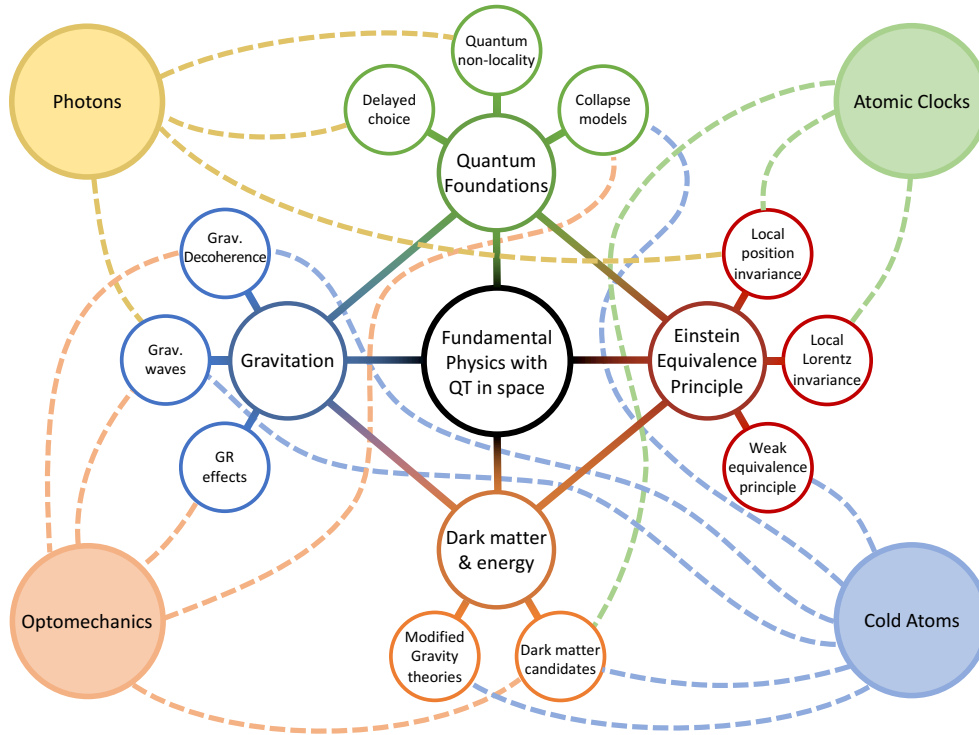 Photons
Quantum
non-locality
Delayed
choice
Collapse
models
Atomic Clocks
Quantum
Foundations
Grav.
Decoherence
Local
position
invariance
Grav.
waves
Gravitation
Fundamental
Physics with
QT in space
Einstein
Equivalence
Principle
Local
Lorentz
invariance
GR
effects
Weak
equivalence
principle
Dark matter
& energy
Optomechanics
Modified
Gravity
theories
Dark matter
candidates
Cold Atoms